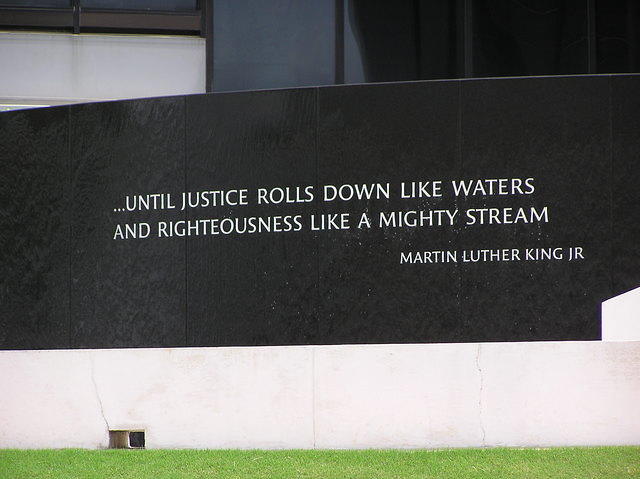 ...UNTIL JUSTICE ROLLS DOWN LIKE WATERS
AND RIGHTEOUSNESS LIKE A MIGHTY STREAM
MARTIN LUTHER KING JR